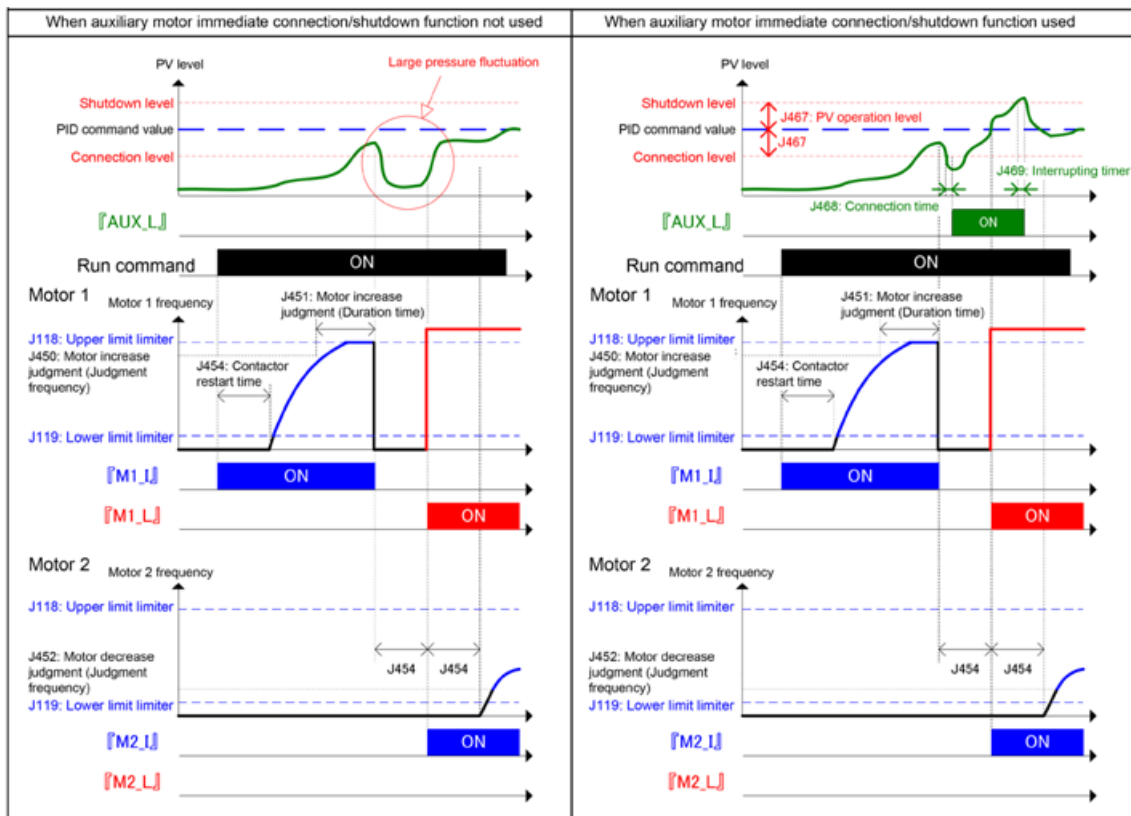 When auxiliary motor immediate connection/shutdown function not used
PV level
Large pressure fluctuation
Shutdown level
PID command value
Connection level
『AUX_L』
Run command
ON
Motor 1
Motor 1 frequency
J451: Motor increase
judgment (Duration time)
J118: Upper limit limiter
J450: Motor increase
judgment (Judgment
frequency)
J454: Contactor
restart time
J119: Lower limit limiter
『M1_I』
ON
『M1_L』
ON
Motor 2
Motor 2 frequency
J118: Upper limit limiter
J452: Motor decrease
judgment (Judgment
frequency)
J454
J454
J119: Lower limit limiter
『M2_I』
ON
『M2_L』
When auxiliary motor immediate connection/shutdown function used
PV level
Shutdown level
J467: PV operation level
PID command value
J467
Connection level
J469: Interrupting timer
J468: Connection time
『AUX_L』
ON
Run command
ON
Motor 1
Motor 1 frequency
J451: Motor increase
judgment (Duration time)
J118: Upper limit limiter
J450: Motor increase
judgment (Judgment
frequency)
J454: Contactor
restart time
J119: Lower limit limiter
『M1_I』
ON
『M1_L』
ON
Motor 2
Motor 2 frequency
J118: Upper limit limiter
J452: Motor decrease
judgment (Judgment
frequency)
J454
J454
J119: Lower limit limiter
『M2_I』
ON
『M2_L』